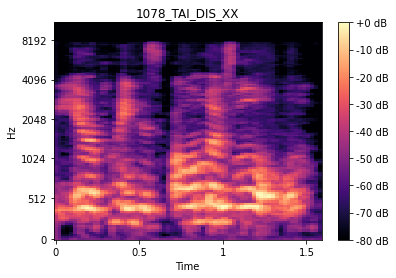 1078_TAI_DIS_XX
Hz
8192
4096
2048
1024
512
0
0
0.5
1
1.5
Time
+0 dB
-10 dB
-20 dB
-30 dB
-40 dB
-50 dB
-60 dB
-70 dB
-80 dB